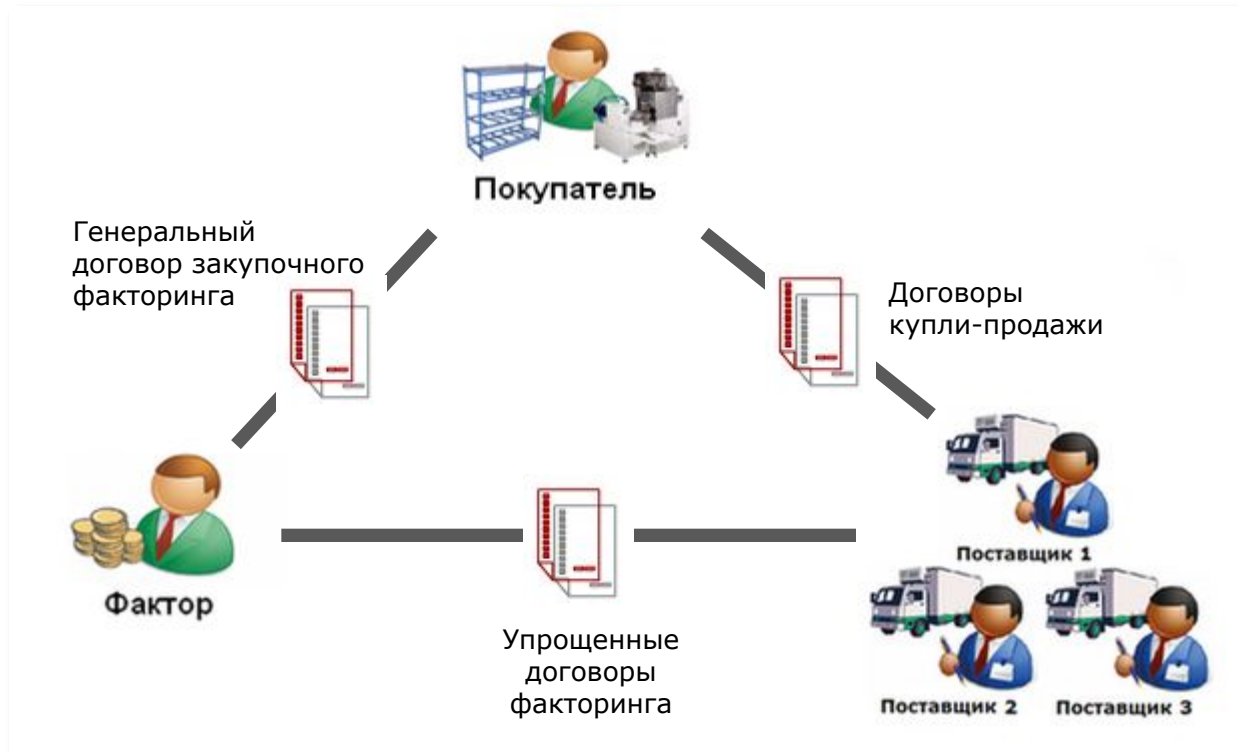 Покупатель
Генеральный
договор закупочного
факторинга
Договоры
купли-продажи
Поставщик 1
Фактор
Упрощенные
договоры
факторинга
Поставщик 2
Поставщик 3